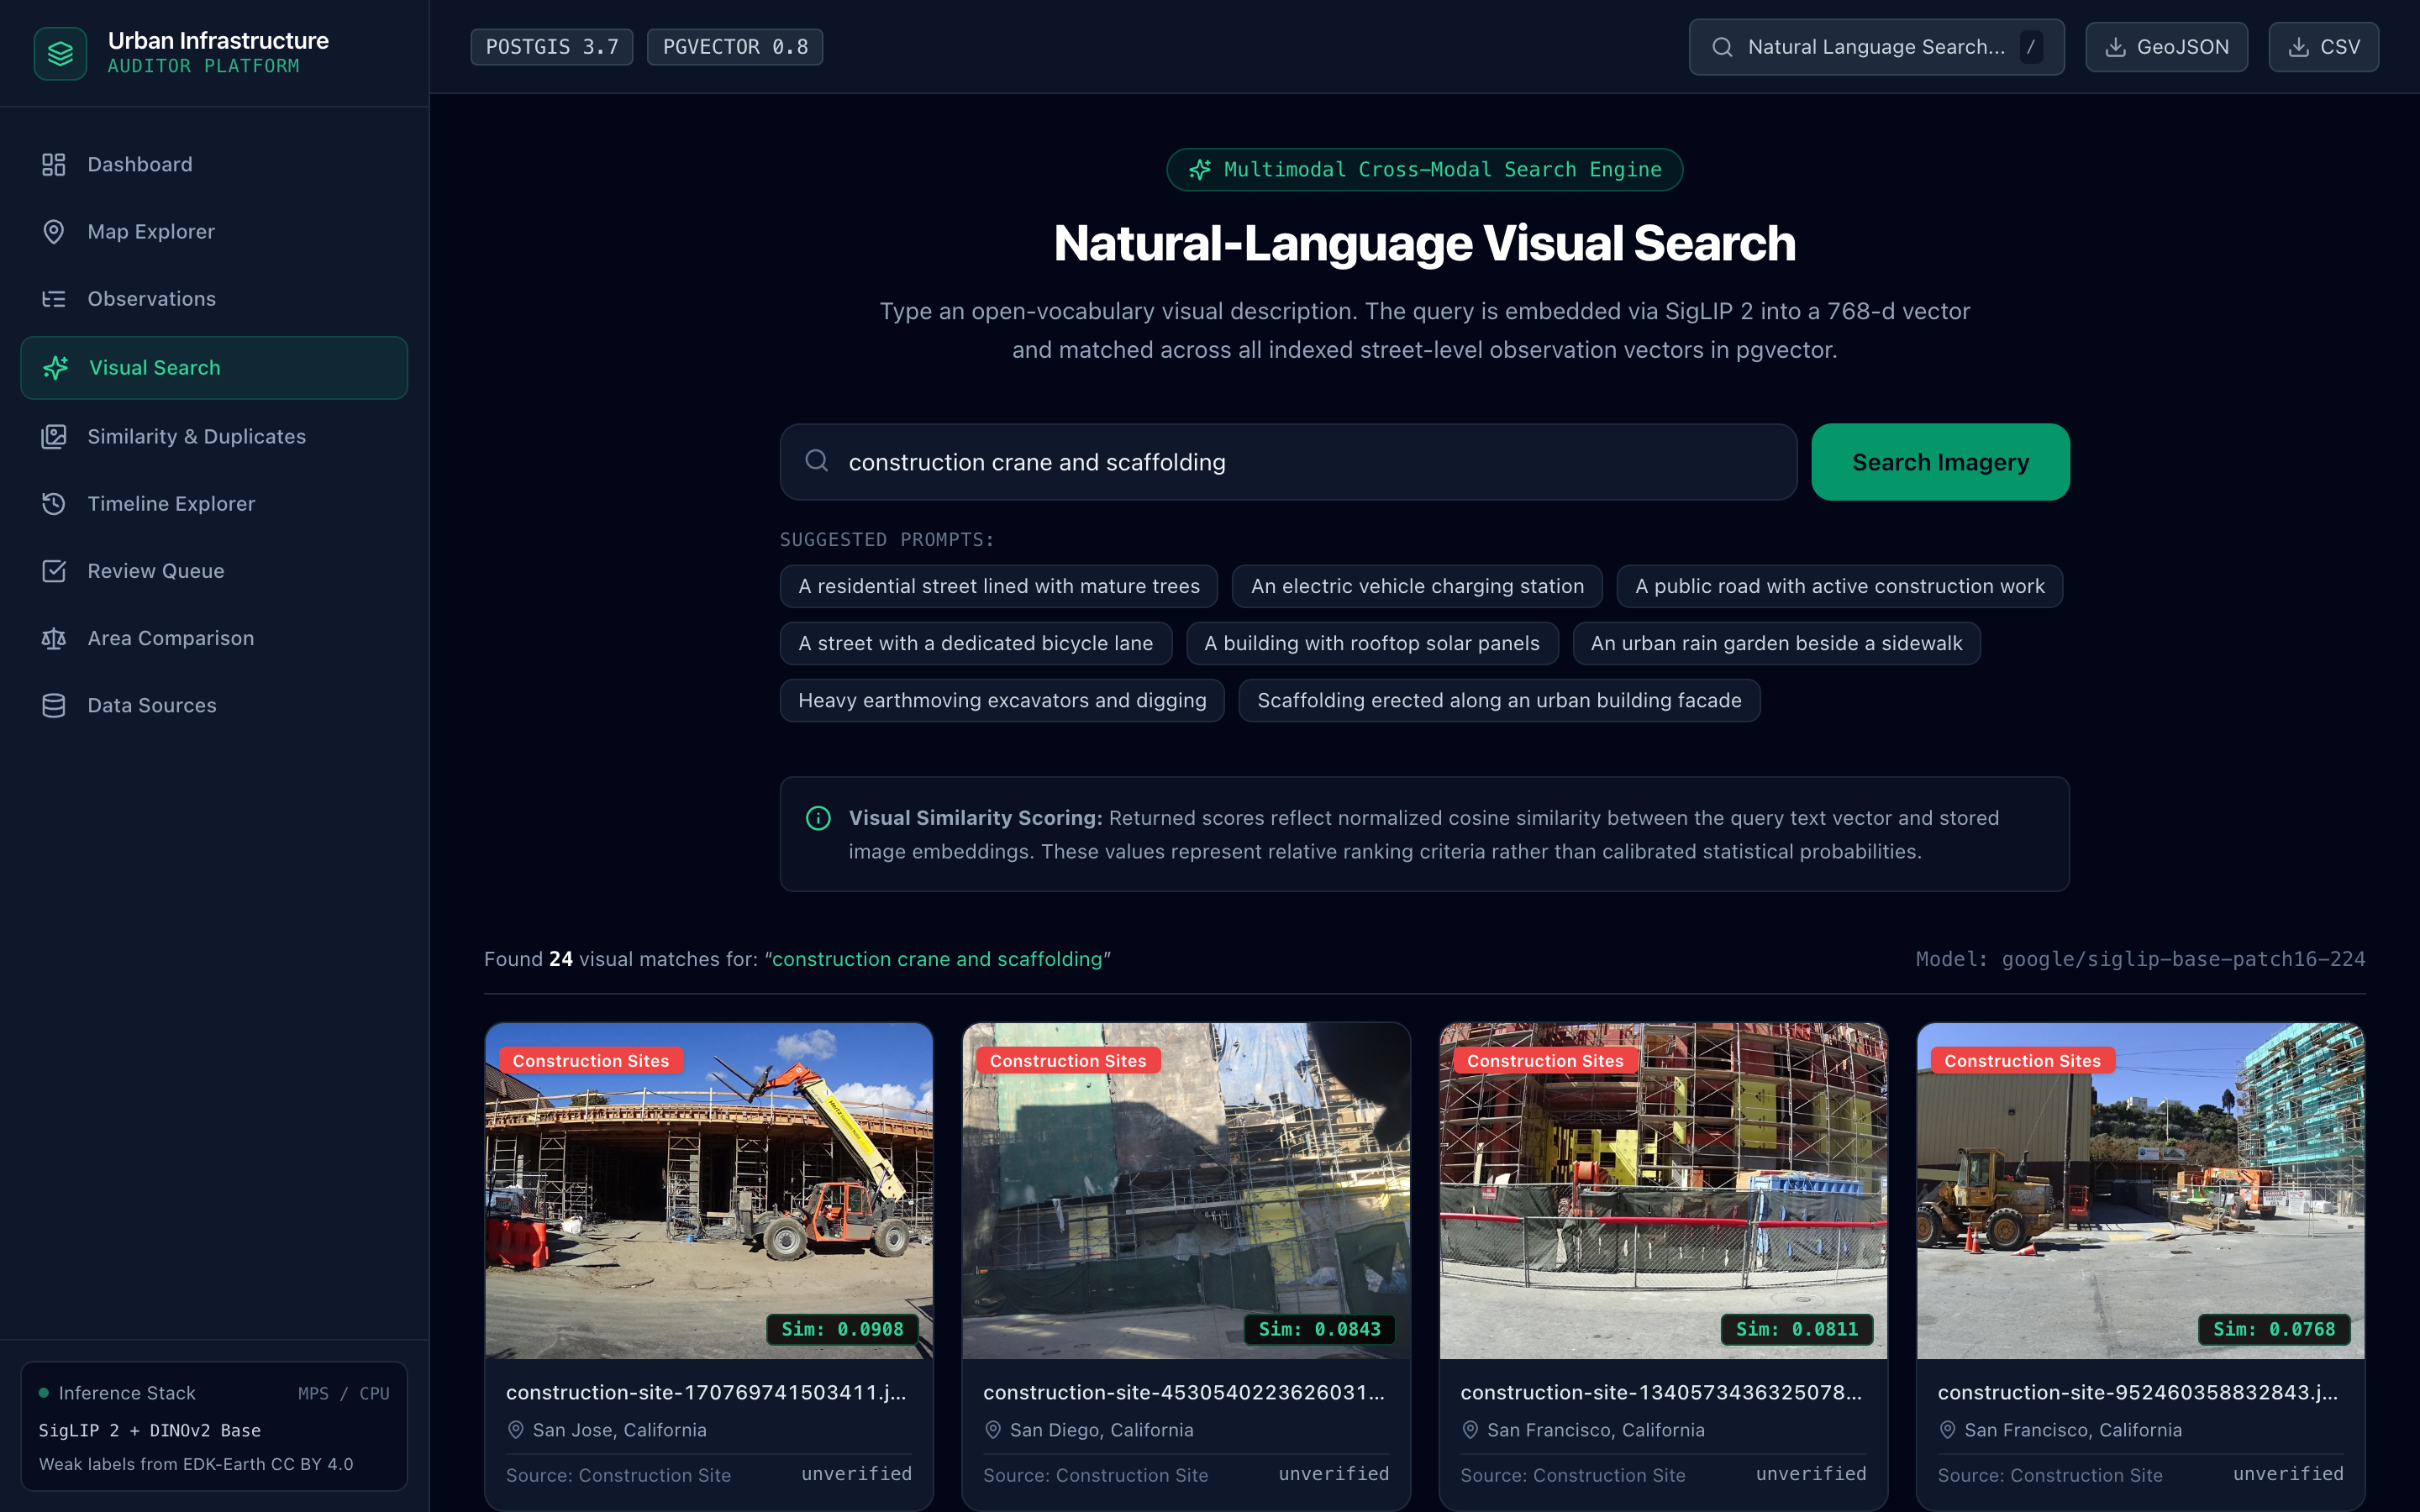 Urban Infrastructure
AUDITOR PLATFORM
POSTGIS 3.7
PGVECTOR 0.8
Natural Language Search...
/
GeoJSON
CSV
Dashboard
Map Explorer
Observations
Visual Search
Similarity & Duplicates
Timeline Explorer
Review Queue
Area Comparison
Data Sources
Inference Stack
MPS / CPU
SigLIP 2 + DINOv2 Base
Weak labels from EDK-Earth CC BY 4.0
Multimodal Cross-Modal Search Engine
Natural-Language Visual Search
Type an open-vocabulary visual description. The query is embedded via SigLIP 2 into a 768-d vector
and matched across all indexed street-level observation vectors in pgvector.
construction crane and scaffolding
Search Imagery
SUGGESTED PROMPTS:
A residential street lined with mature trees
An electric vehicle charging station
A public road with active construction work
A street with a dedicated bicycle lane
A building with rooftop solar panels
An urban rain garden beside a sidewalk
Heavy earthmoving excavators and digging
Scaffolding erected along an urban building facade
Visual Similarity Scoring: Returned scores reflect normalized cosine similarity between the query text vector and stored
image embeddings. These values represent relative ranking criteria rather than calibrated statistical probabilities.
Found 24 visual matches for: “construction crane and scaffolding”
Model: google/siglip-base-patch16-224
Construction Sites
Sim: 0.0908
construction-site-170769741503411.j...
San Jose, California
Source: Construction Site
unverified
Construction Sites
Sim: 0.0843
construction-site-4530540223626031...
San Diego, California
Source: Construction Site
unverified
Construction Sites
Sim: 0.0811
construction-site-1340573436325078...
San Francisco, California
Source: Construction Site
unverified
Construction Sites
Sim: 0.0768
construction-site-952460358832843.j...
San Francisco, California
Source: Construction Site
unverified